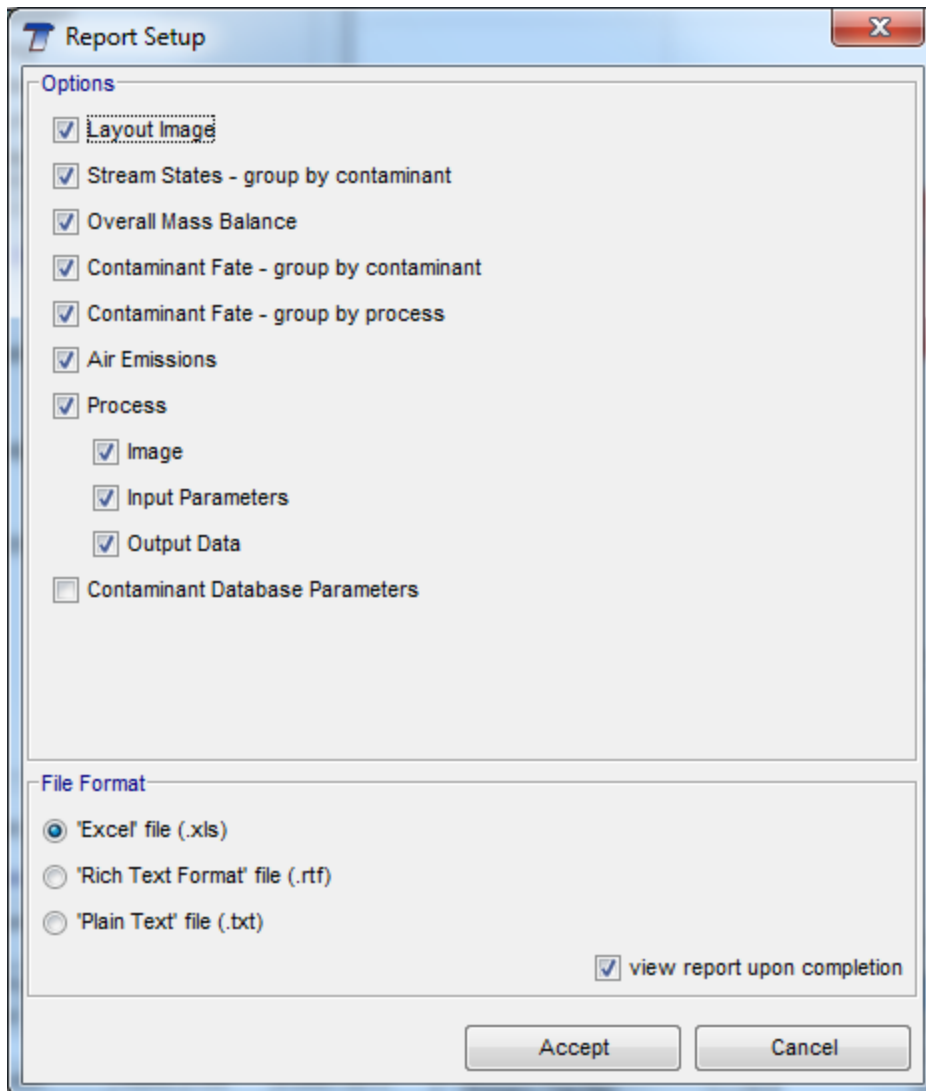 Report Setup
Options
Layout Image
Stream States - group by contaminant
Overall Mass Balance
Contaminant Fate - group by contaminant
Contaminant Fate - group by process
Air Emissions
Process
Image
Input Parameters
Output Data
Contaminant Database Parameters
File Format
'Excel' file (.xls)
'Rich Text Format' file (.rtf)
'Plain Text' file (.txt)
view report upon completion
Accept Cancel